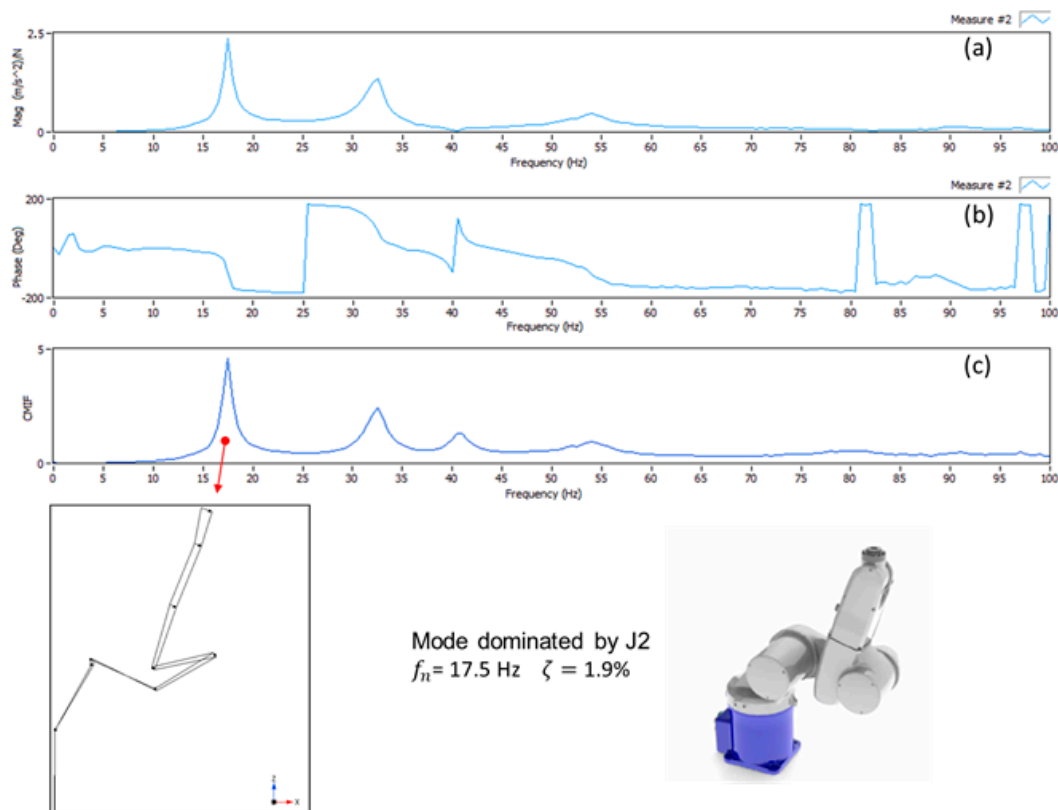 Measure #2
(a)
2.5
Mag (m/s^2)/N
0
0 5 10 15 20 25 30 35 40 45 50 55 60 65 70 75 80 85 90 95 100
Frequency (Hz)
Measure #2
(b)
200
Phase (Deg)
-200
0 5 10 15 20 25 30 35 40 45 50 55 60 65 70 75 80 85 90 95 100
Frequency (Hz)
(c)
5
CMIF
0
0 5 10 15 20 25 30 35 40 45 50 55 60 65 70 75 80 85 90 95 100
Frequency (Hz)
Mode dominated by J2
fₙ= 17.5 Hz ζ = 1.9%
Z
X